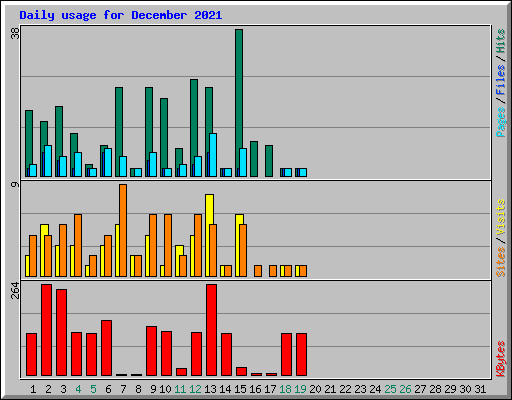 Daily usage for December 2021
38
Pages / Files / Hits
9
Sites / Visits
264
KBytes
1 2 3 4 5 6 7 8 9 10 11 12 13 14 15 16 17 18 19 20 21 22 23 24 25 26 27 28 29 30 31